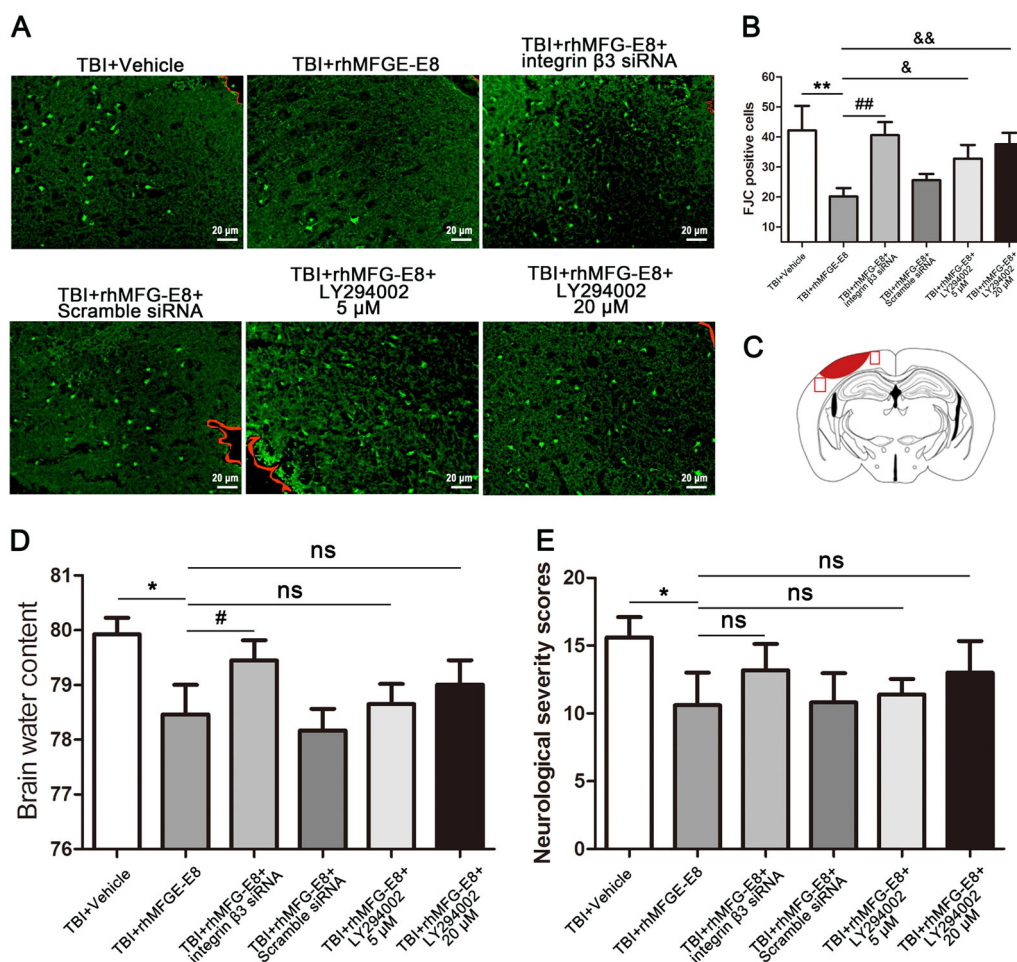 A
TBI+Vehicle
TBI+rhMFGE-E8
TBI+rhMFG-E8+
integrin β3 siRNA
20 μm
20 μm
20 μm
TBI+rhMFG-E8+
Scramble siRNA
TBI+rhMFG-E8+
LY294002
5 μM
TBI+rhMFG-E8+
LY294002
20 μM
20 μm
20 μm
20 μm
B
&&
&
**
##
60
50
40
30
20
10
FJC positive cells
TBI+Vehicle
TBI+rhMFGE-E8
TBI+rhMFG-E8+
integrin β3 siRNA
TBI+rhMFG-E8+
Scramble siRNA
TBI+rhMFG-E8+
LY294002
5 μM
TBI+rhMFG-E8+
LY294002
20 μM
C
D
ns
ns
*
#
81
80
79
78
77
76
Brain water content
TBI+Vehicle
TBI+rhMFGE-E8
TBI+rhMFG-E8+
integrin β3 siRNA
TBI+rhMFG-E8+
Scramble siRNA
TBI+rhMFG-E8+
LY294002
5 μM
TBI+rhMFG-E8+
LY294002
20 μM
E
ns
ns
*
ns
20
15
10
5
0
Neurological severity scores
TBI+Vehicle
TBI+rhMFGE-E8
TBI+rhMFG-E8+
integrin β3 siRNA
TBI+rhMFG-E8+
Scramble siRNA
TBI+rhMFG-E8+
LY294002
5 μM
TBI+rhMFG-E8+
LY294002
20 μM